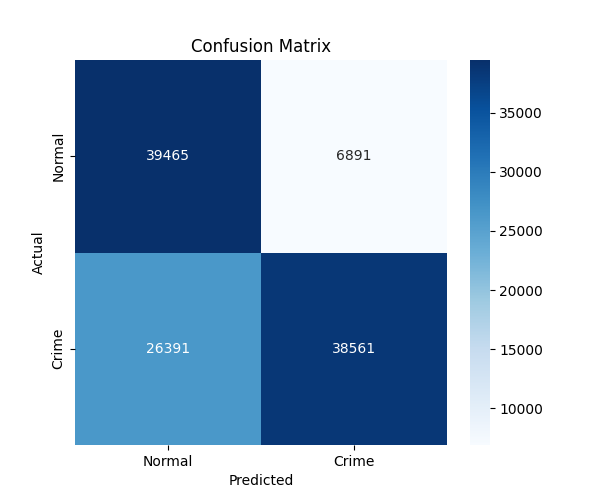 Confusion Matrix
Actual
Normal
39465
6891
Crime
26391
38561
Normal
Crime
Predicted
35000
30000
25000
20000
15000
10000